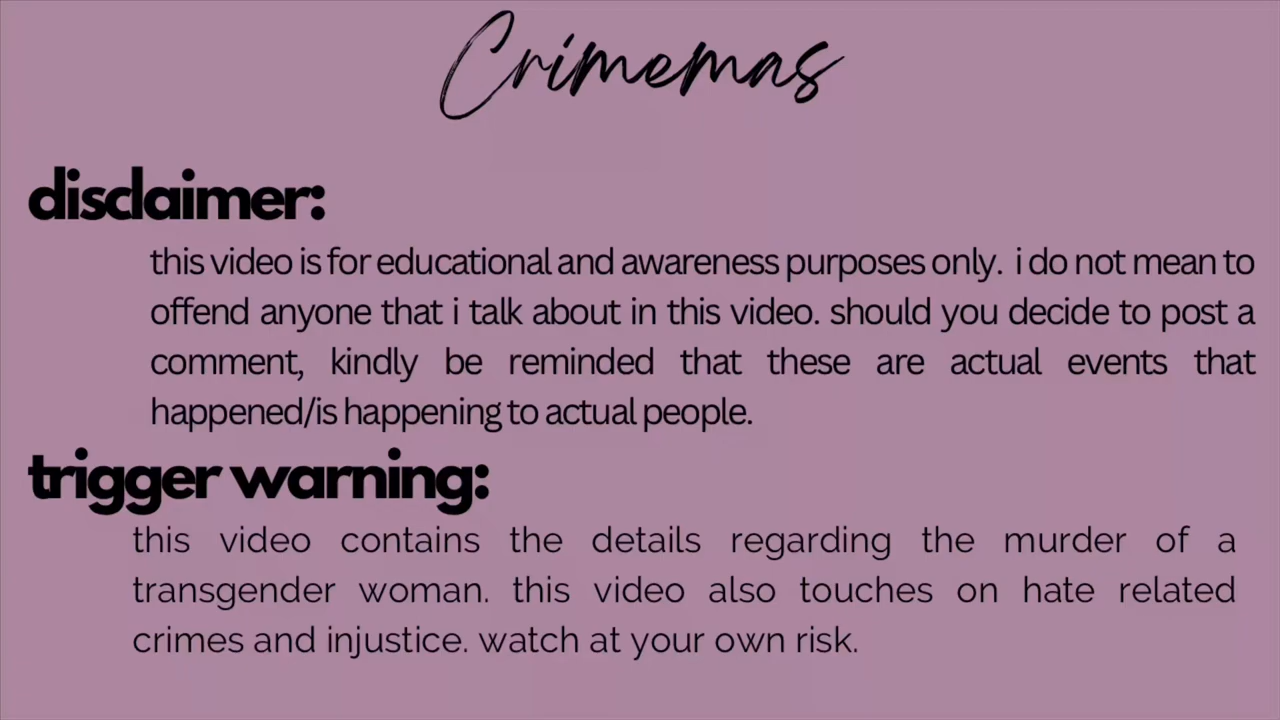 Crimemas
disclaimer:
this video is for educational and awareness purposes only. i do not mean to
offend anyone that i talk about in this video. should you decide to post a
comment, kindly be reminded that these are actual events that
happened/is happening to actual people.
trigger warning:
this video contains the details regarding the murder of a
transgender woman. this video also touches on hate related
crimes and injustice. watch at your own risk.